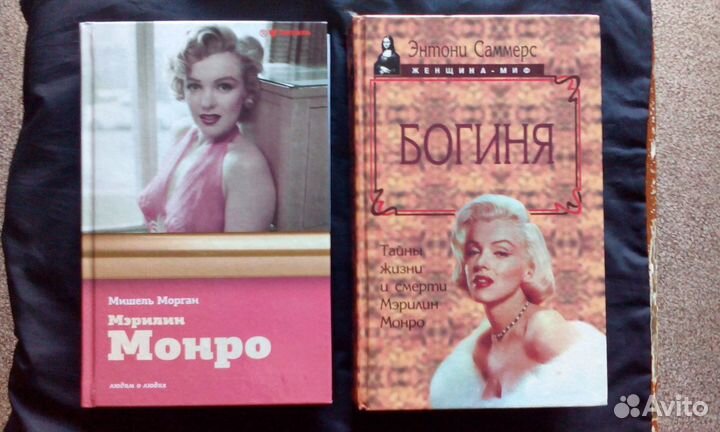 Мишель Морган
Мэрилин
Монро
людям о людях
Энтони Саммерс
ЖЕНЩИНА-МИФ
БОГИНЯ
Тайны
жизни
и смерти
Мэрилин
Монро
Avito